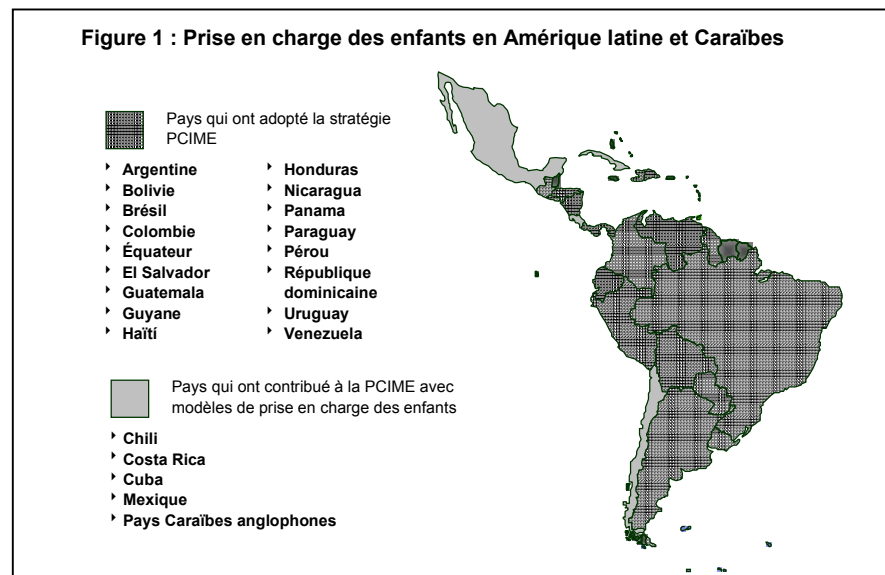 Figure 1 : Prise en charge des enfants en Amérique latine et Caraïbes
Pays qui ont adopté la stratégie
PCIME
Argentine
Bolivie
Brésil
Colombie
Équateur
El Salvador
Guatemala
Guyane
Haïtí
Honduras
Nicaragua
Panama
Paraguay
Pérou
République
dominicaine
Uruguay
Venezuela
Pays qui ont contribué à la PCIME avec
modèles de prise en charge des enfants
Chili
Costa Rica
Cuba
Mexique
Pays Caraïbes anglophones